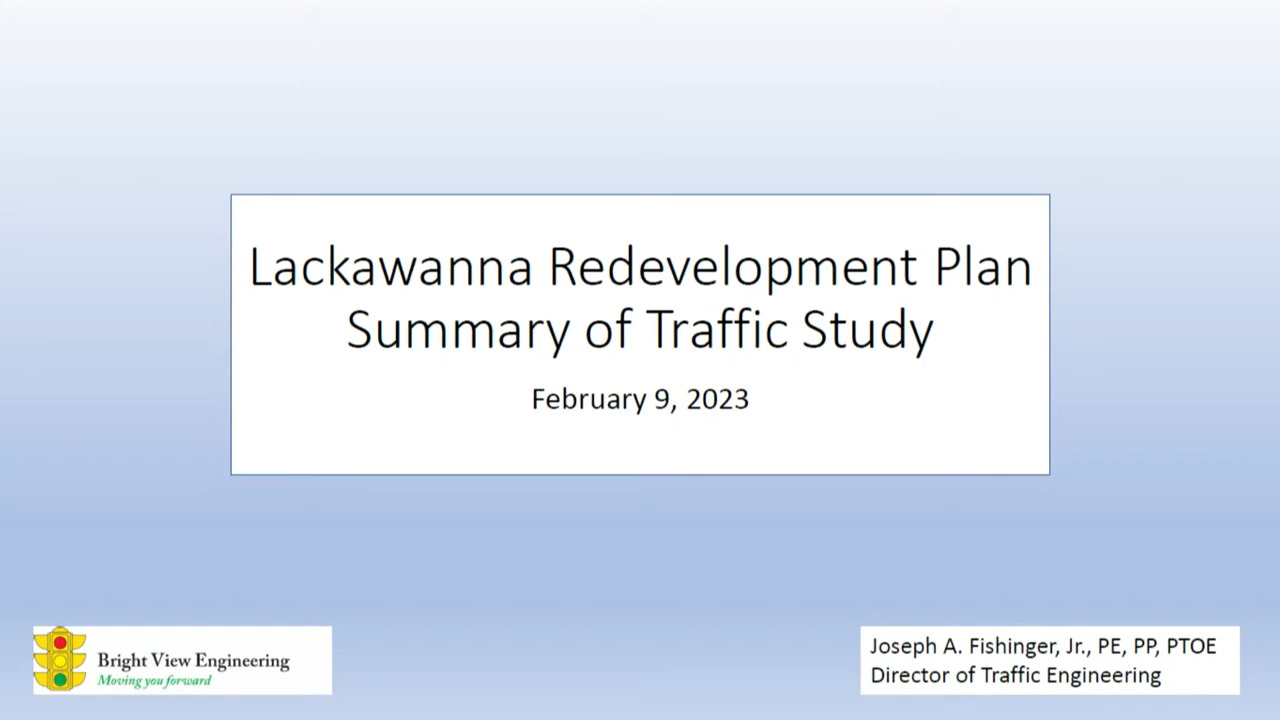 Lackawanna Redevelopment Plan
Summary of Traffic Study
February 9, 2023
Bright View Engineering
Moving you forward
Joseph A. Fishinger, Jr., PE, PP, PTOE
Director of Traffic Engineering